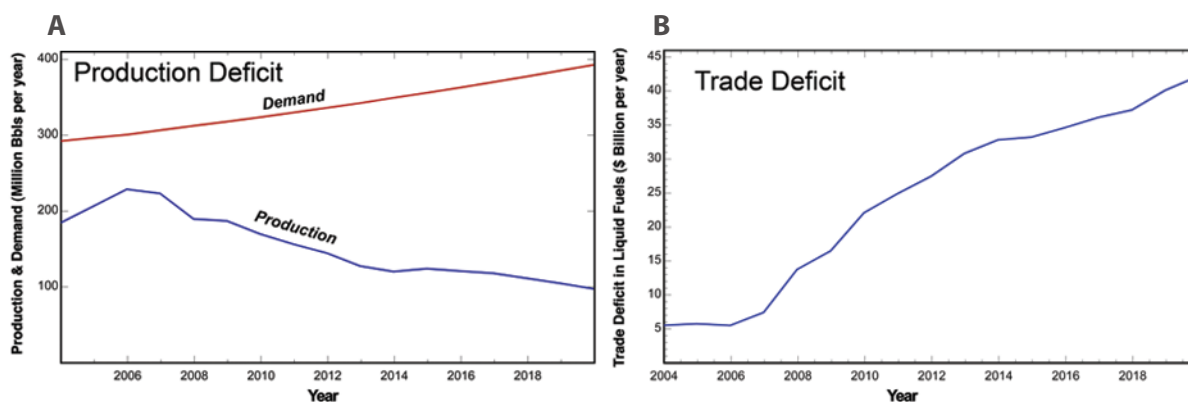 A
Production Deficit
Production & Demand (Million Bbls per year)
400
300
200
100
Demand
Production
2006 2008 2010 2012 2014 2016 2018
Year
B
Trade Deficit
Trade Deficit in Liquid Fuels ($ Billion per year)
45
40
35
30
25
20
15
10
5
2004 2006 2008 2010 2012 2014 2016 2018
Year